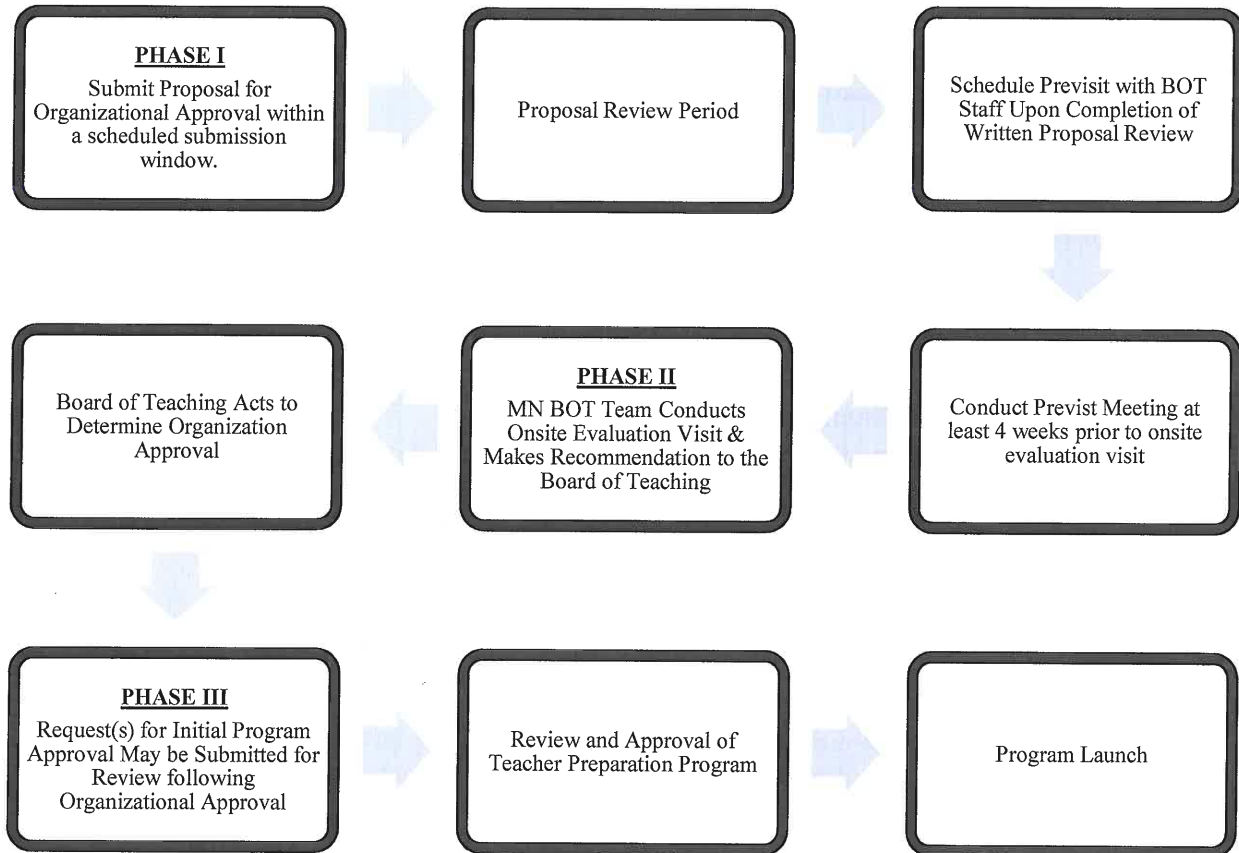 PHASE I
Submit Proposal for
Organizational Approval within
a scheduled submission
window.
Proposal Review Period
Schedule Previsit with BOT
Staff Upon Completion of
Written Proposal Review
Conduct Previst Meeting at
least 4 weeks prior to onsite
evaluation visit
PHASE II
MN BOT Team Conducts
Onsite Evaluation Visit &
Makes Recommendation to the
Board of Teaching
Board of Teaching Acts to
Determine Organization
Approval
PHASE III
Request(s) for Initial Program
Approval May be Submitted for
Review following
Organizational Approval
Review and Approval of
Teacher Preparation Program
Program Launch